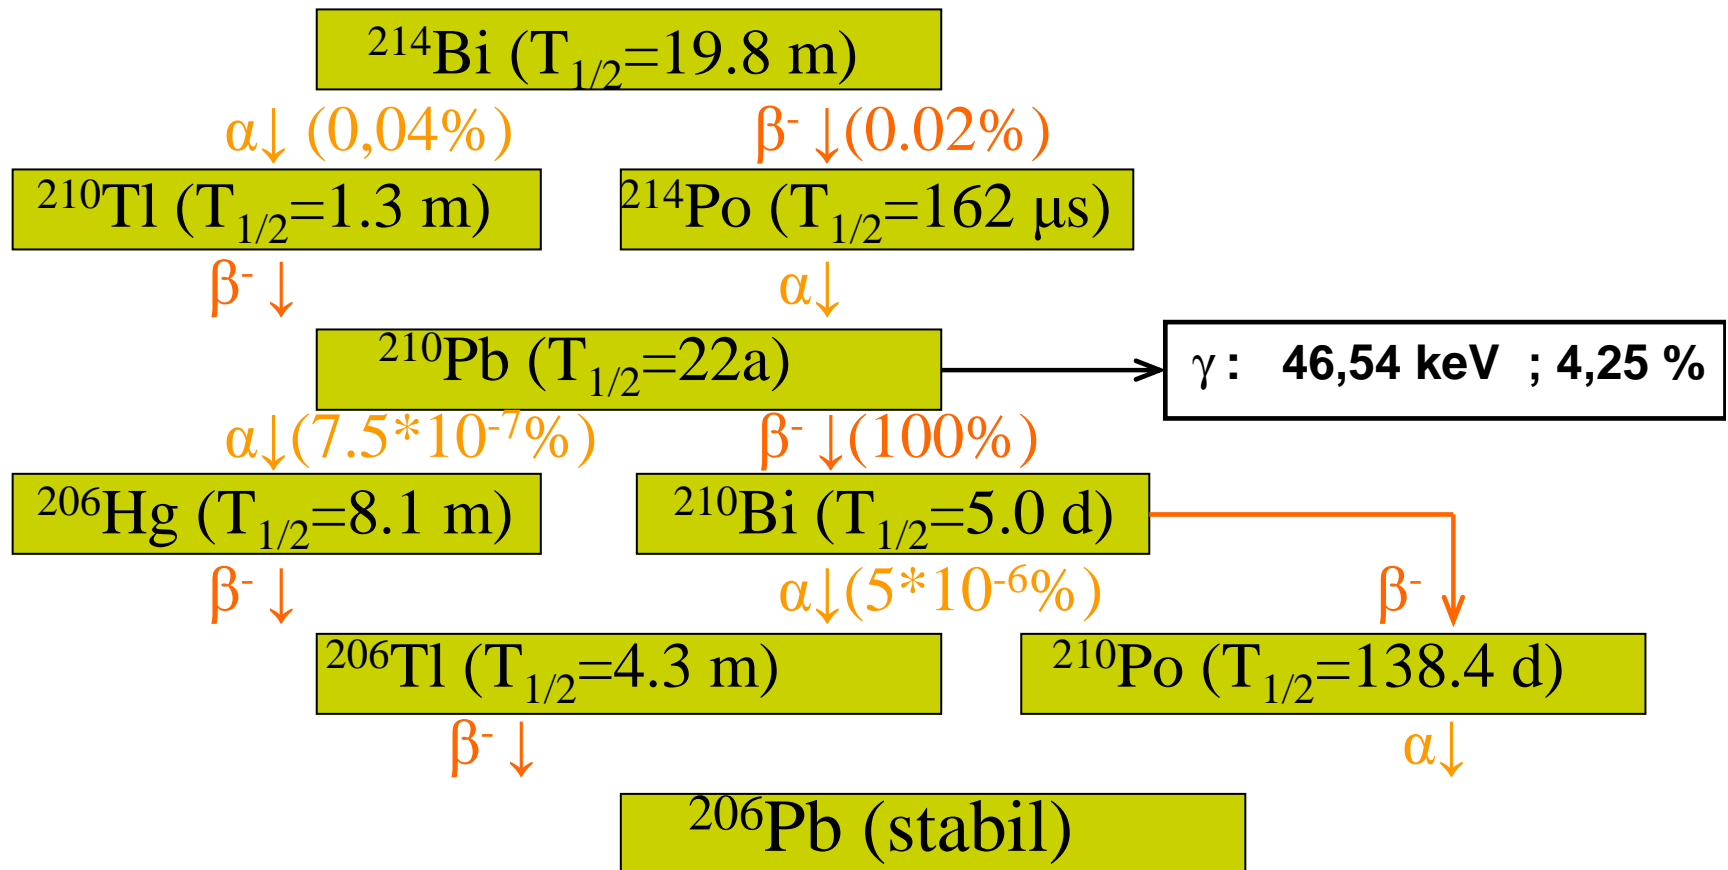 ²¹⁴Bi (T₁/₂=19.8 m)
α↓ (0,04%)
β⁻ ↓(0.02%)
²¹⁰Tl (T₁/₂=1.3 m)
²¹⁴Po (T₁/₂=162 μs)
β⁻ ↓
α↓
²¹⁰Pb (T₁/₂=22a)
γ : 46,54 keV ; 4,25 %
α↓(7.5*10⁻⁷%)
β⁻ ↓(100%)
²⁰⁶Hg (T₁/₂=8.1 m)
²¹⁰Bi (T₁/₂=5.0 d)
β⁻ ↓
α↓(5*10⁻⁶%)
β⁻
²⁰⁶Tl (T₁/₂=4.3 m)
²¹⁰Po (T₁/₂=138.4 d)
β⁻ ↓
α↓
²⁰⁶Pb (stabil)